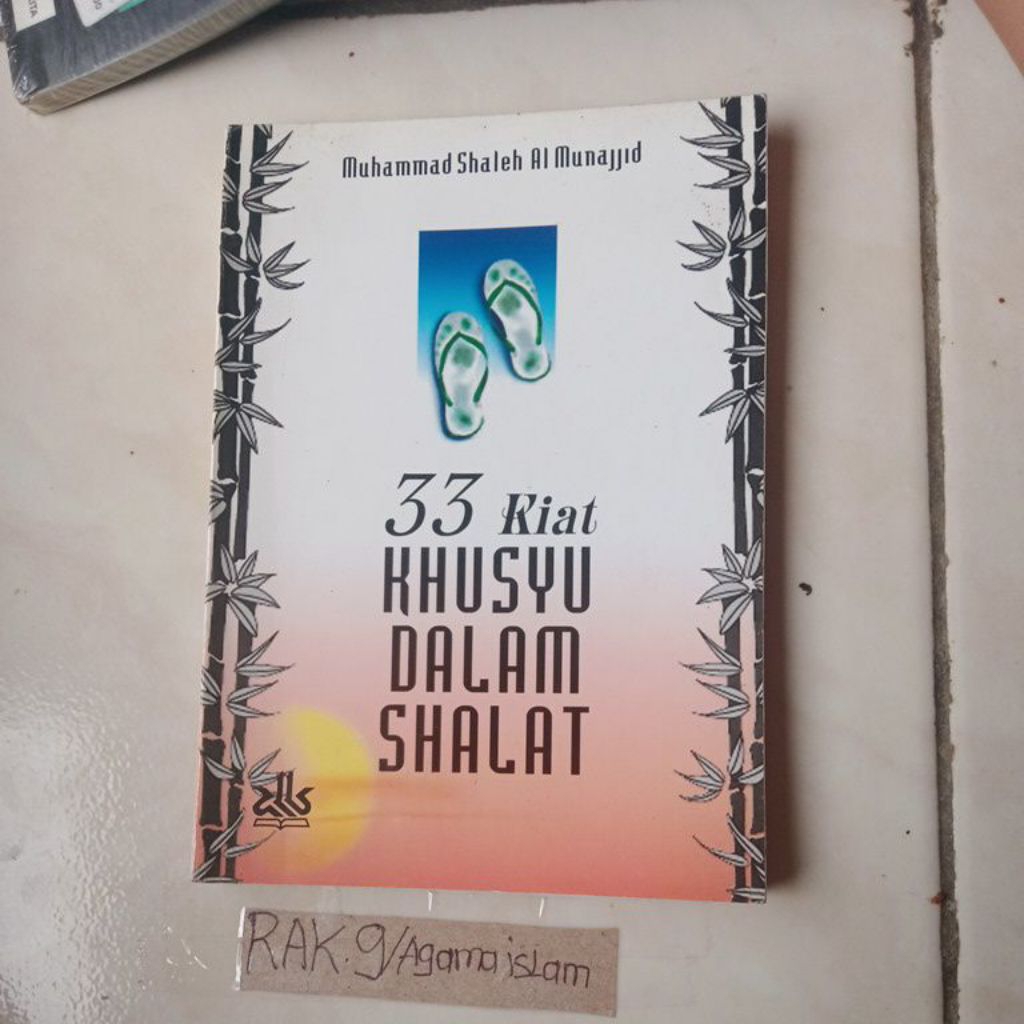 Muhammad Shaleh Al Munajjid
33 Kiat
KHUSYU
DALAM
SHALAT
RAK.9/Agama islam